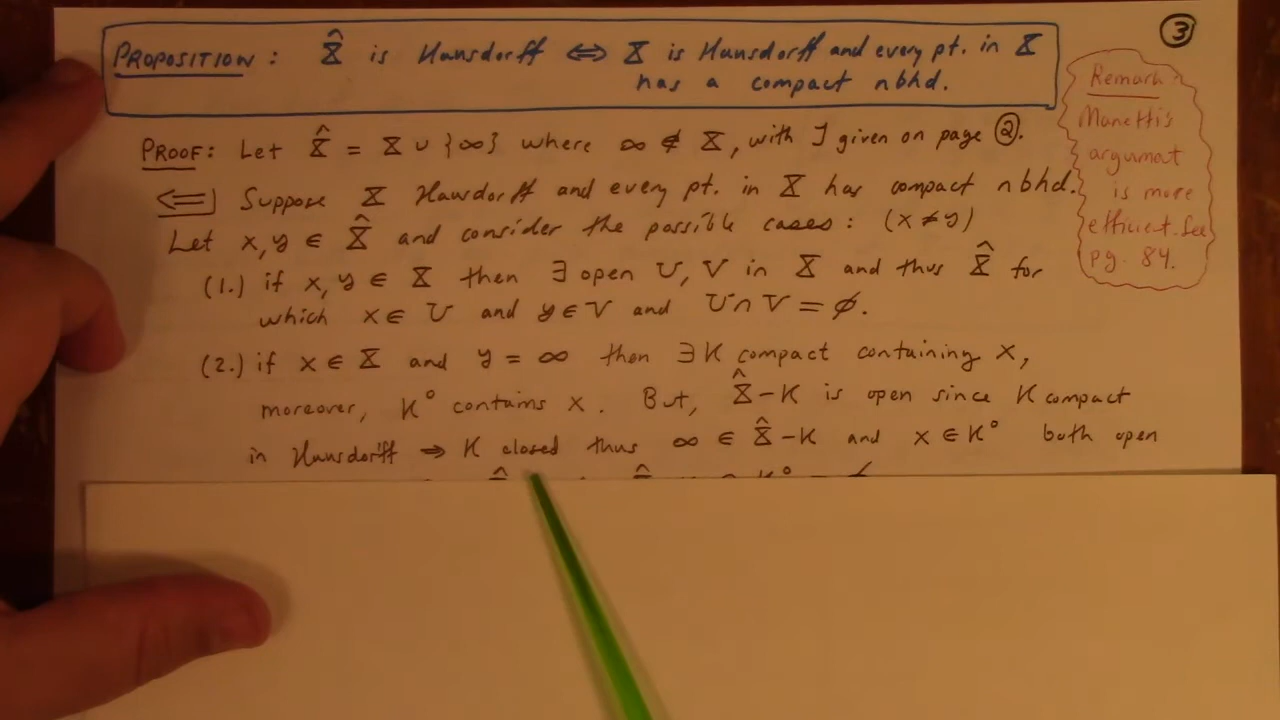 ③
PROPOSITION : X̂ is Hausdorff ⟺ X is Hausdorff and every pt. in X
has a compact nbhd.
Remark
Manetti's
argument
is more
efficient. See
pg. 84.
PROOF: Let X̂ = X ∪ {∞} where ∞ ∉ X, with J given on page ②.
⟸] Suppose X Hausdorff and every pt. in X has compact nbhd.
Let x, y ∈ X̂ and consider the possible cases : (x ≠ y)
(1.) if x, y ∈ X then ∃ open U, V in X and thus X̂ for
which x ∈ U and y ∈ V and U ∩ V = ∅.
(2.) if x ∈ X and y = ∞ then ∃ K compact containing x,
moreover, K° contains x. But, X̂ - K is open since K compact
in Hausdorff ⇒ K closed thus ∞ ∈ X̂ - K and x ∈ K° both open